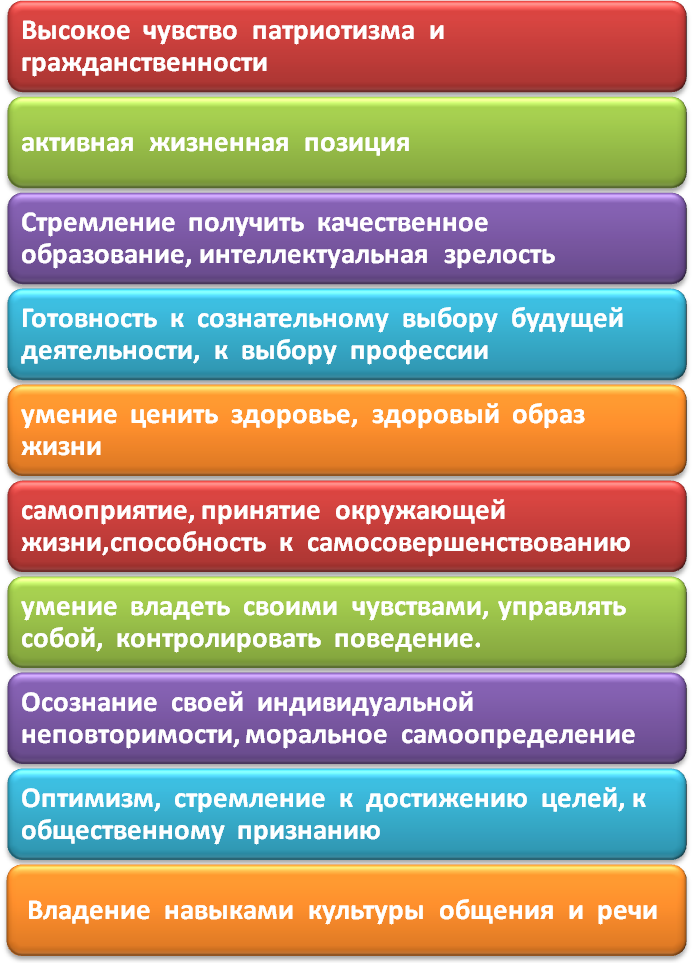 Высокое чувство патриотизма и
гражданственности
активная жизненная позиция
Стремление получить качественное
образование, интеллектуальная зрелость
Готовность к сознательному выбору будущей
деятельности, к выбору профессии
умение ценить здоровье, здоровый образ
жизни
самоприятие, принятие окружающей
жизни,способность к самосовершенствованию
умение владеть своими чувствами, управлять
собой, контролировать поведение.
Осознание своей индивидуальной
неповторимости, моральное самоопределение
Оптимизм, стремление к достижению целей, к
общественному признанию
Владение навыками культуры общения и речи